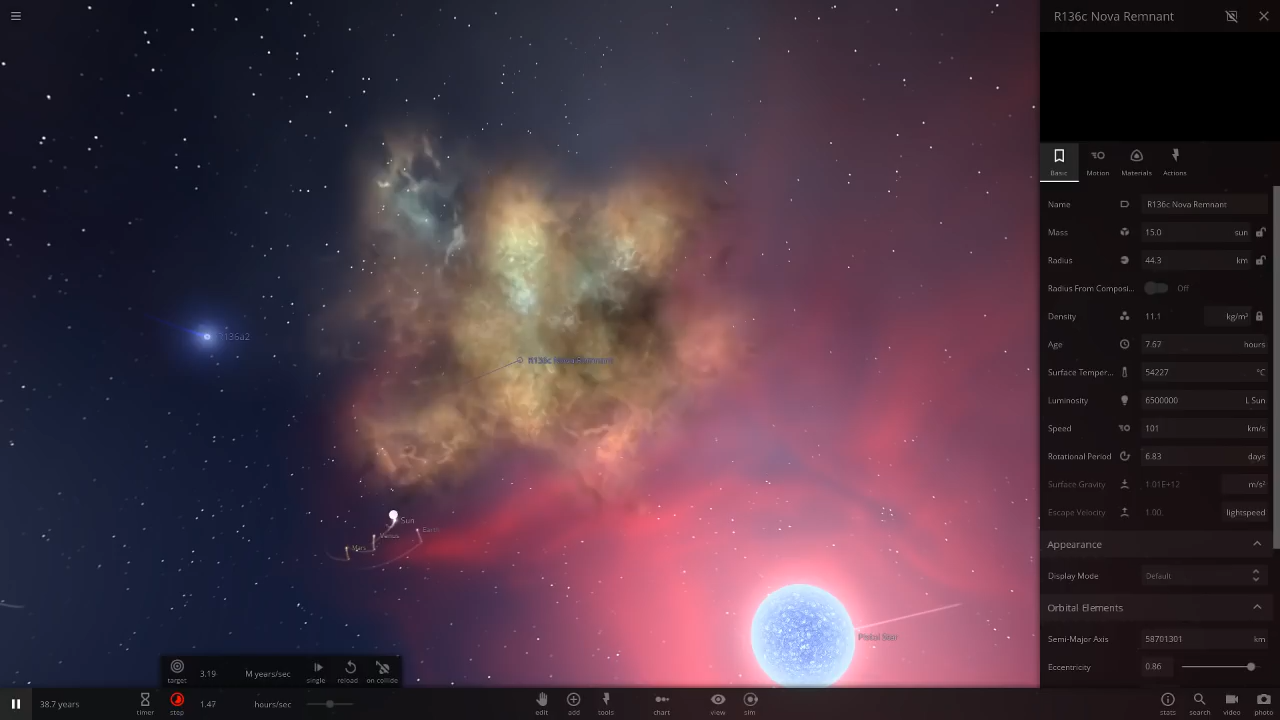 R136c Nova Remnant
Basic Motion Materials Actions
Name R136c Nova Remnant
Mass 15.0 sun
Radius 44.3 km
Radius From Composi... Off
Density 11.1 kg/m³
Age 7.67 hours
Surface Temper... 54227 °C
Luminosity 6500000 L Sun
Speed 101 km/s
Rotational Period 6.83 days
Surface Gravity 1.01E+12 m/s²
Escape Velocity 1.00 lightspeed
Appearance
Display Mode Default
Orbital Elements
Semi-Major Axis 58701301 km
Eccentricity 0.86
R136c Nova Remnant
Sun
Earth
Venus
Mars
Pistol Star
target 3.19 M years/sec single reload on collide
38.7 years timer step 1.47 hours/sec edit add tools chart view sim stats search video photo